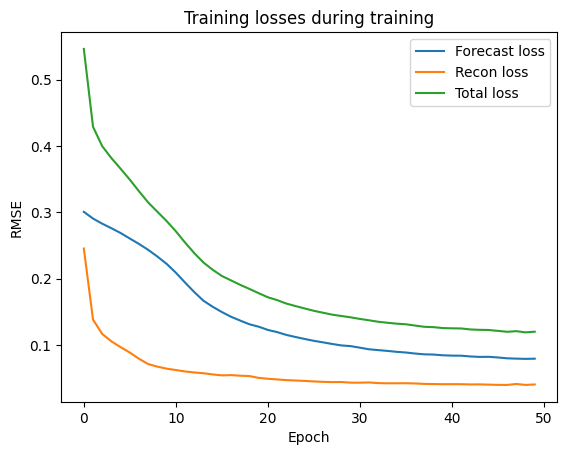 Training losses during training
Forecast loss
Recon loss
Total loss
0.5
0.4
0.3
0.2
0.1
RMSE
0 10 20 30 40 50
Epoch